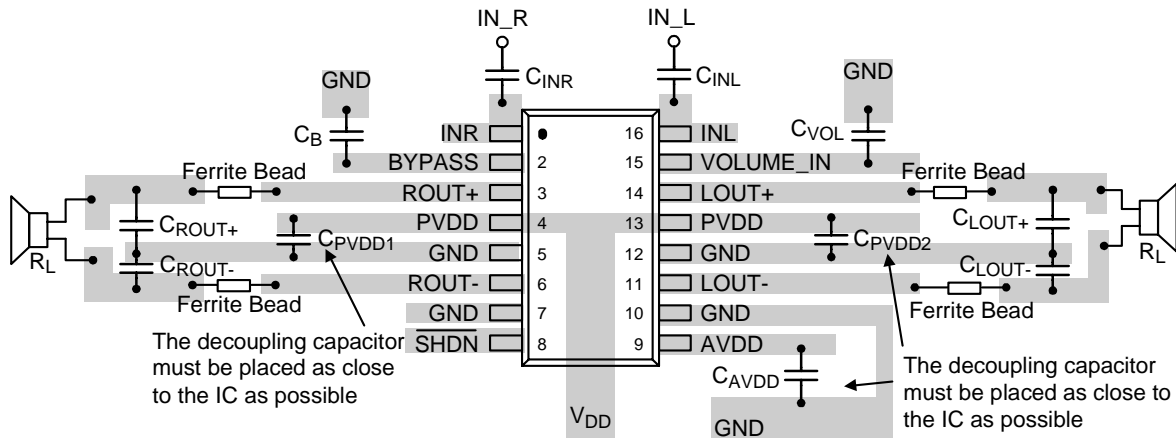 IN_R
IN_L
GND
C_INR
C_INL
GND
C_B
C_VOL
INR
16
INL
BYPASS
2
15
VOLUME_IN
Ferrite Bead
ROUT+
3
14
LOUT+
Ferrite Bead
C_ROUT+
PVDD
4
13
PVDD
C_LOUT+
C_PVDD1
C_PVDD2
R_L
C_ROUT-
GND
5
12
GND
C_LOUT-
R_L
ROUT-
6
11
LOUT-
Ferrite Bead
Ferrite Bead
GND
7
10
GND
SHDN
8
9
AVDD
The decoupling capacitor
must be placed as close
to the IC as possible
C_AVDD
The decoupling capacitor
must be placed as close to
the IC as possible
V_DD
GND